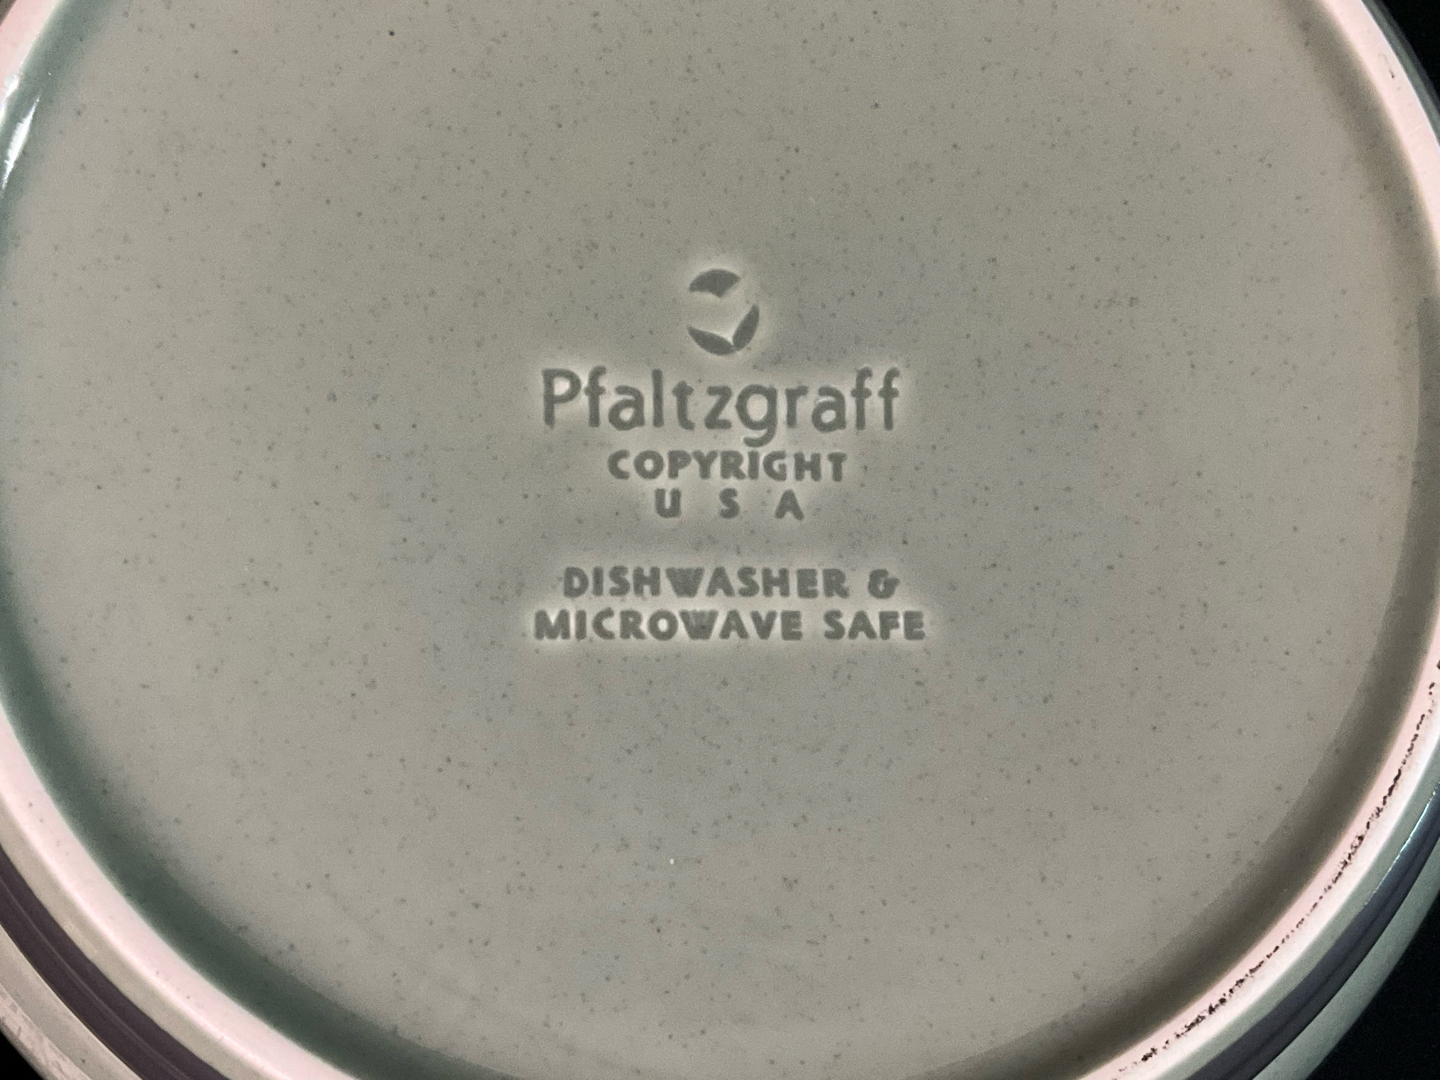 Pfaltzgraff
COPYRIGHT
U S A
DISHWASHER &
MICROWAVE SAFE